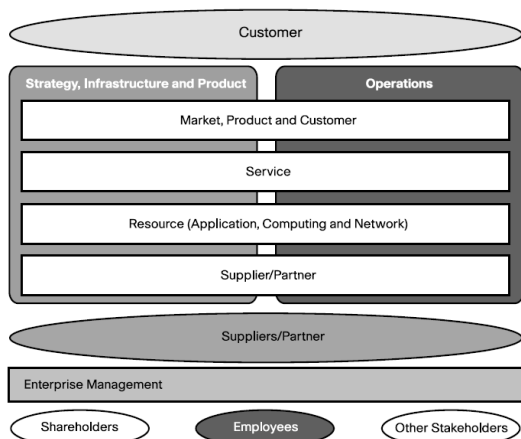 Customer
Strategy, Infrastructure and Product
Operations
Market, Product and Customer
Service
Resource (Application, Computing and Network)
Supplier/Partner
Suppliers/Partner
Enterprise Management
Shareholders
Employees
Other Stakeholders